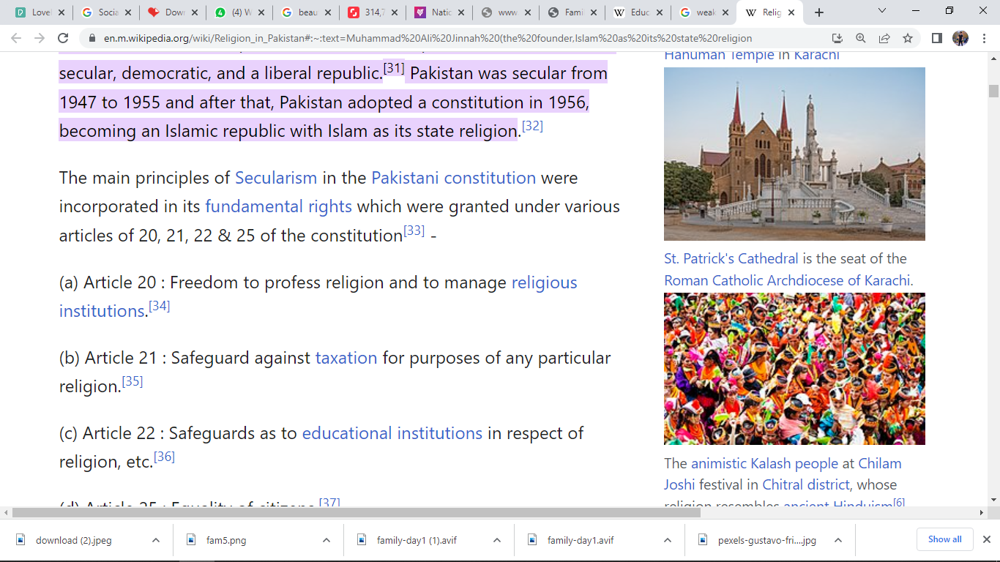 Love
Socia
Down
(4) W
beau
314,7
Natio
www
Fami
Educ
weak
Relig
en.m.wikipedia.org/wiki/Religion_in_Pakistan#:~:text=Muhammad%20Ali%20Jinnah%20(the%20founder,Islam%20as%20its%20state%20religion
secular, democratic, and a liberal republic.[31] Pakistan was secular from
1947 to 1955 and after that, Pakistan adopted a constitution in 1956,
becoming an Islamic republic with Islam as its state religion.[32]
The main principles of Secularism in the Pakistani constitution were
incorporated in its fundamental rights which were granted under various
articles of 20, 21, 22 & 25 of the constitution[33] -
(a) Article 20 : Freedom to profess religion and to manage religious
institutions.[34]
(b) Article 21 : Safeguard against taxation for purposes of any particular
religion.[35]
(c) Article 22 : Safeguards as to educational institutions in respect of
religion, etc.[36]
(d) Article 25 : Equality of citizens.[37]
Hanuman Temple in Karachi
St. Patrick's Cathedral is the seat of the
Roman Catholic Archdiocese of Karachi.
The animistic Kalash people at Chilam
Joshi festival in Chitral district, whose
religion resembles ancient Hinduism[6]
download (2).jpeg
fam5.png
family-day1 (1).avif
family-day1.avif
pexels-gustavo-fri....jpg
Show all